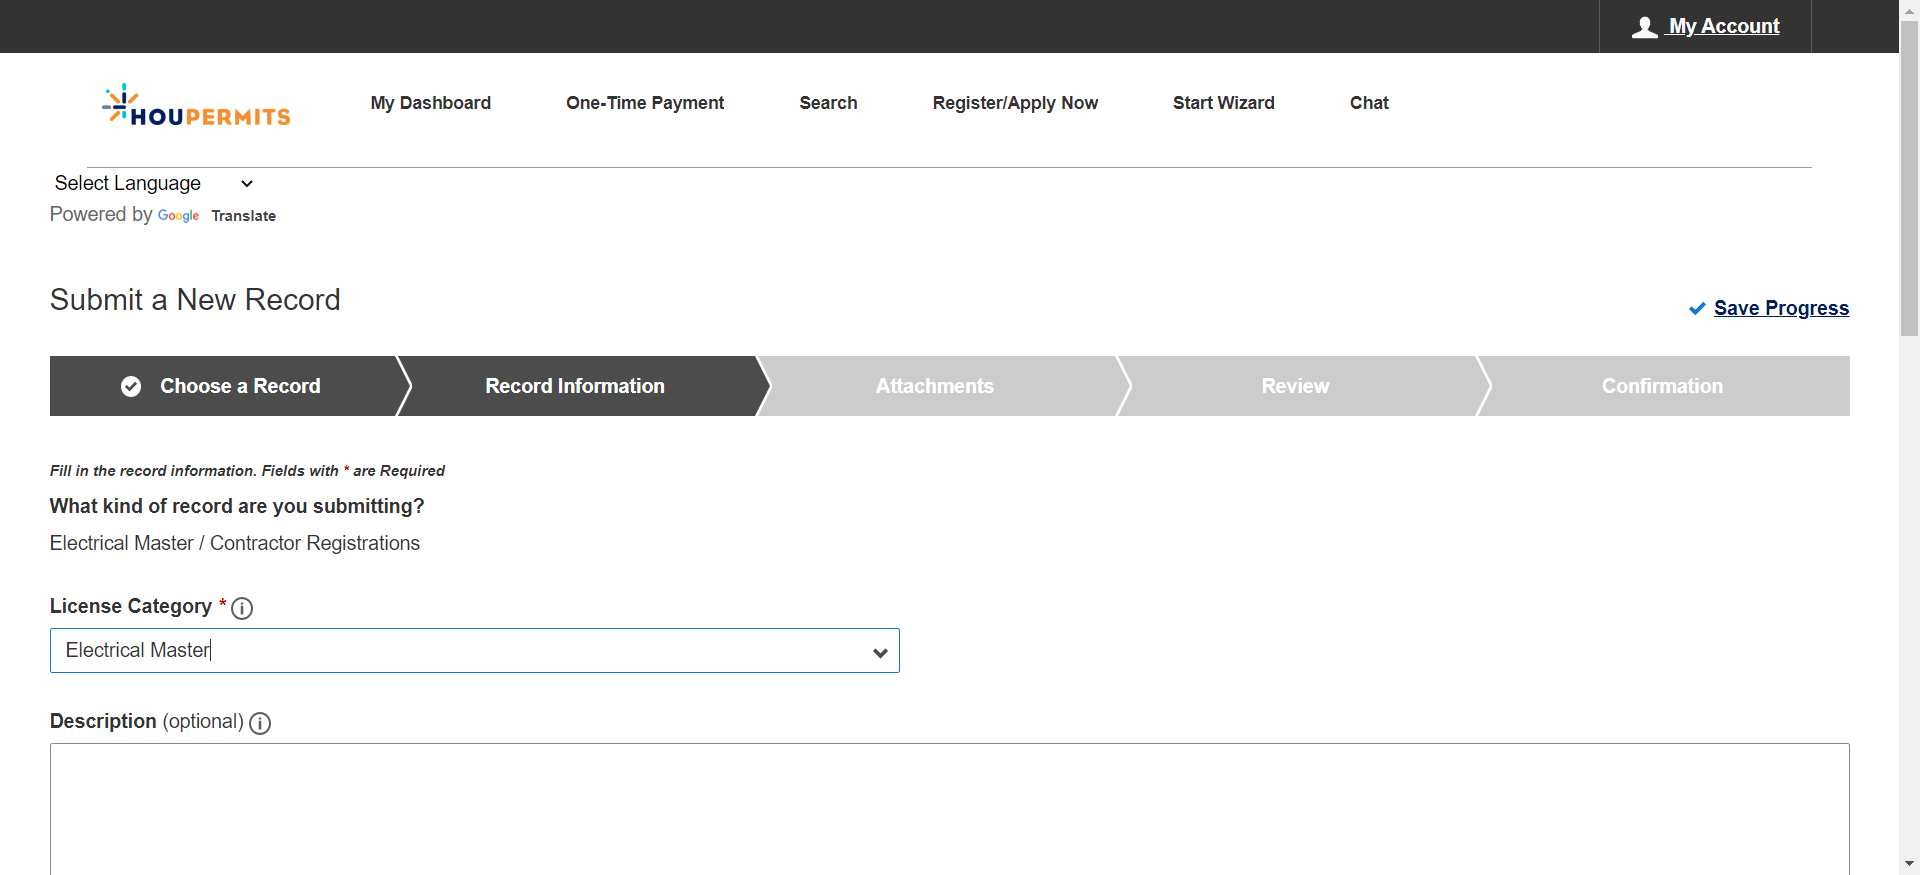 My Account
HOUPERMITS
My Dashboard
One-Time Payment
Search
Register/Apply Now
Start Wizard
Chat
Select Language
Powered by Google Translate
Submit a New Record
Save Progress
Choose a Record
Record Information
Attachments
Review
Confirmation
Fill in the record information. Fields with * are Required
What kind of record are you submitting?
Electrical Master / Contractor Registrations
License Category *
Electrical Master
Description (optional)